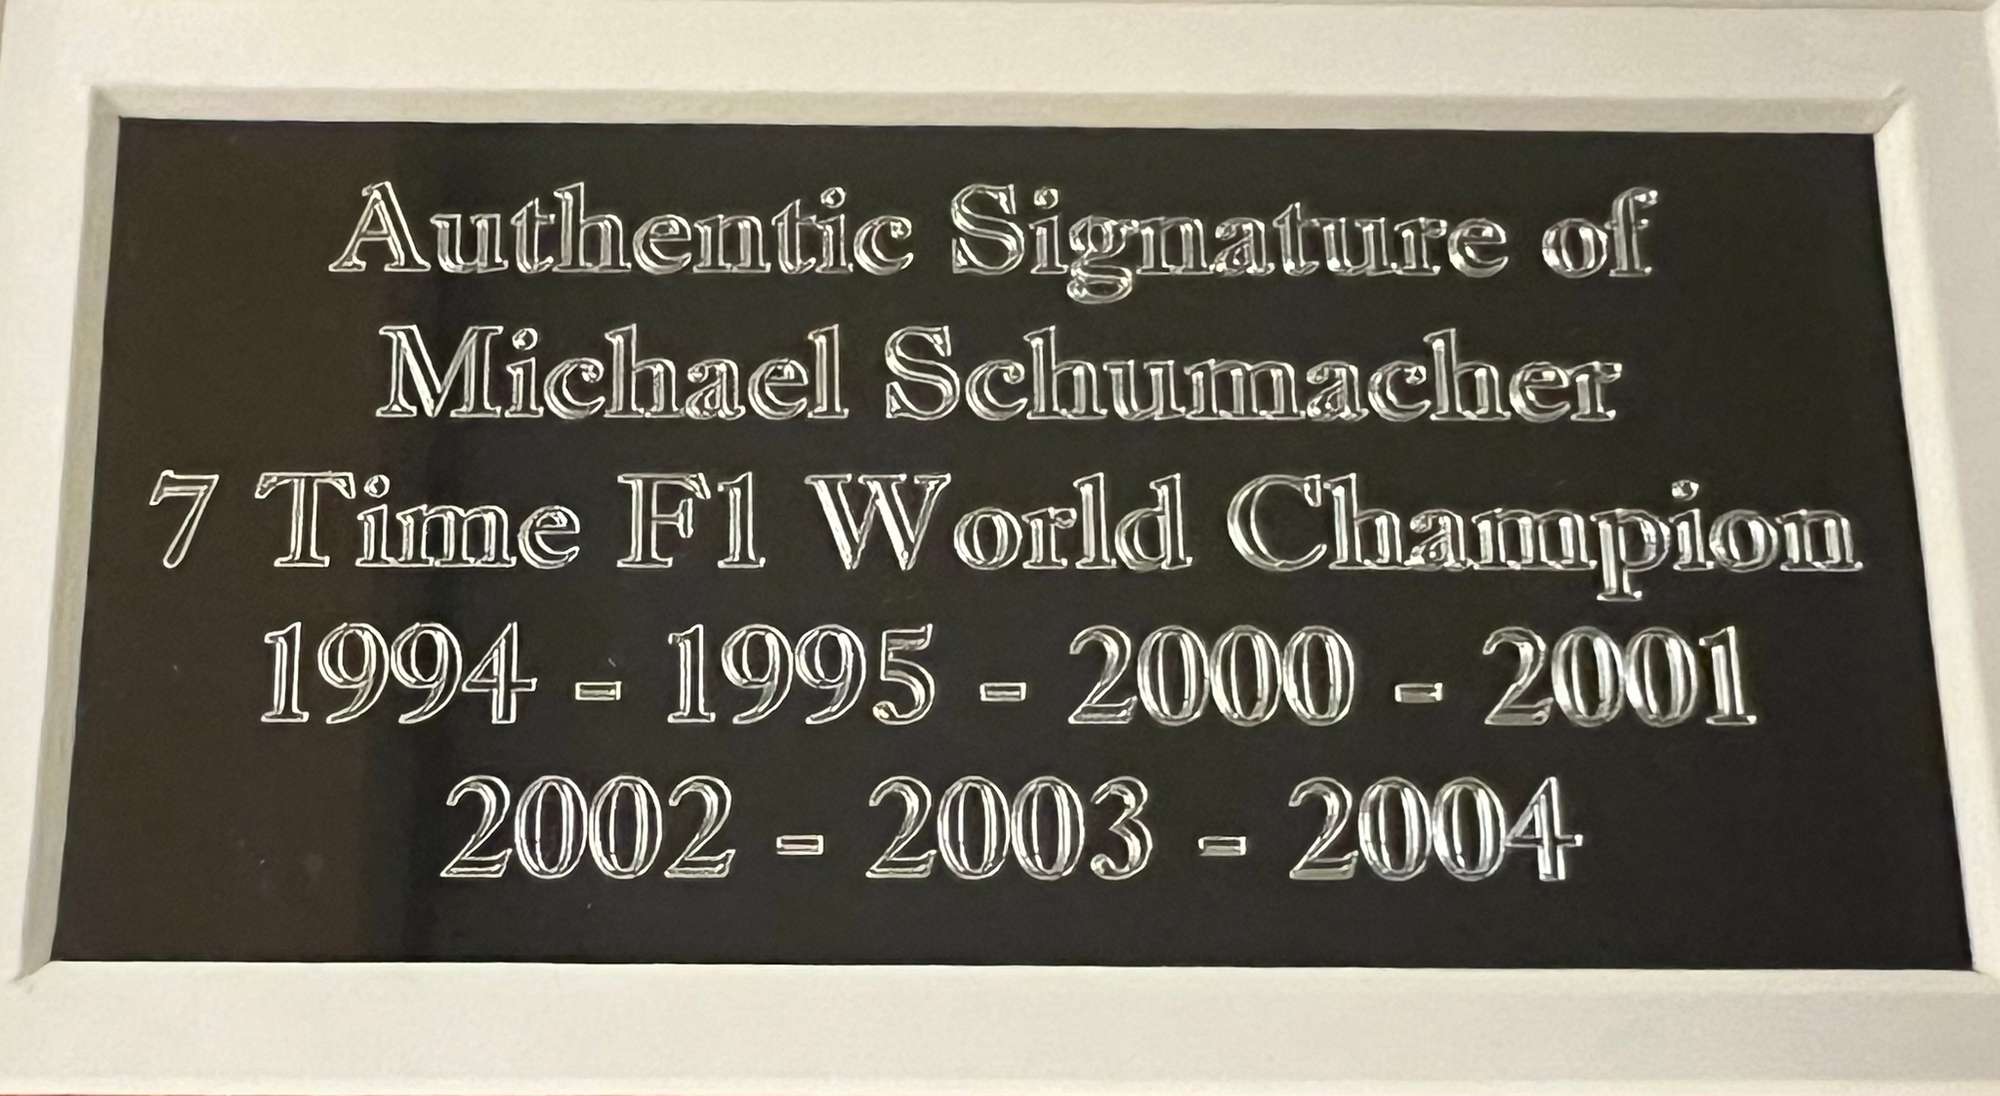 Authentic Signature of
Michael Schumacher
7 Time F1 World Champion
1994 - 1995 - 2000 - 2001
2002 - 2003 - 2004